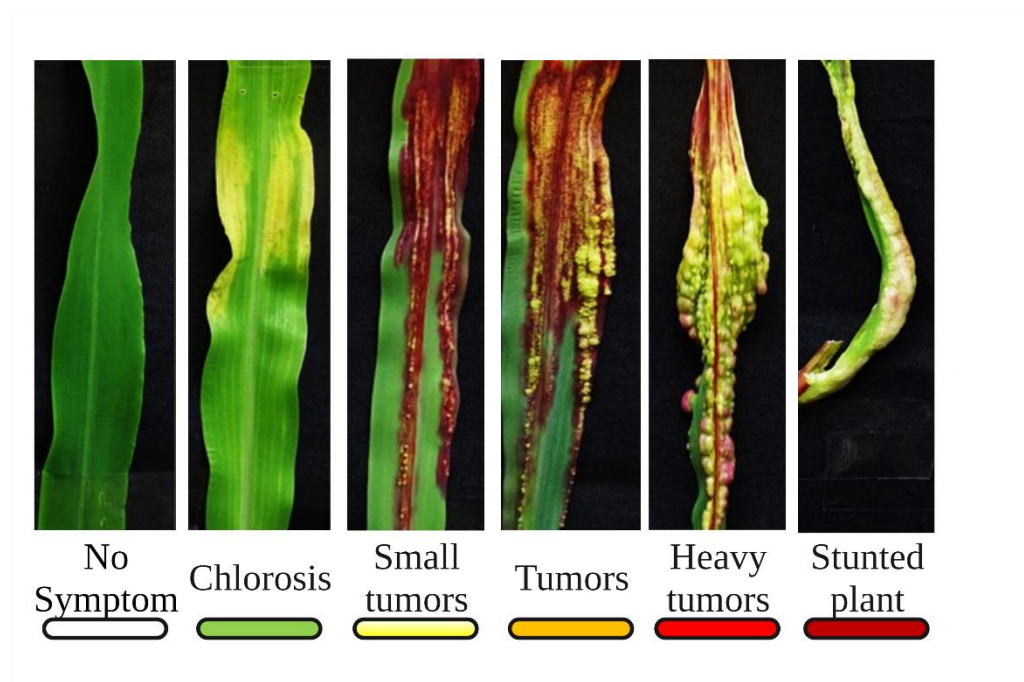 No
Symptom
Chlorosis
Small
tumors
Tumors
Heavy
tumors
Stunted
plant